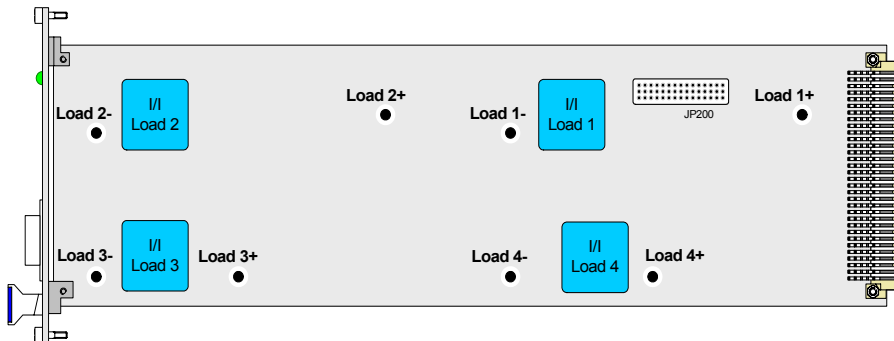 Load 2-
I/I
Load 2
Load 2+
Load 1-
I/I
Load 1
JP200
Load 1+
Load 3-
I/I
Load 3
Load 3+
Load 4-
I/I
Load 4
Load 4+